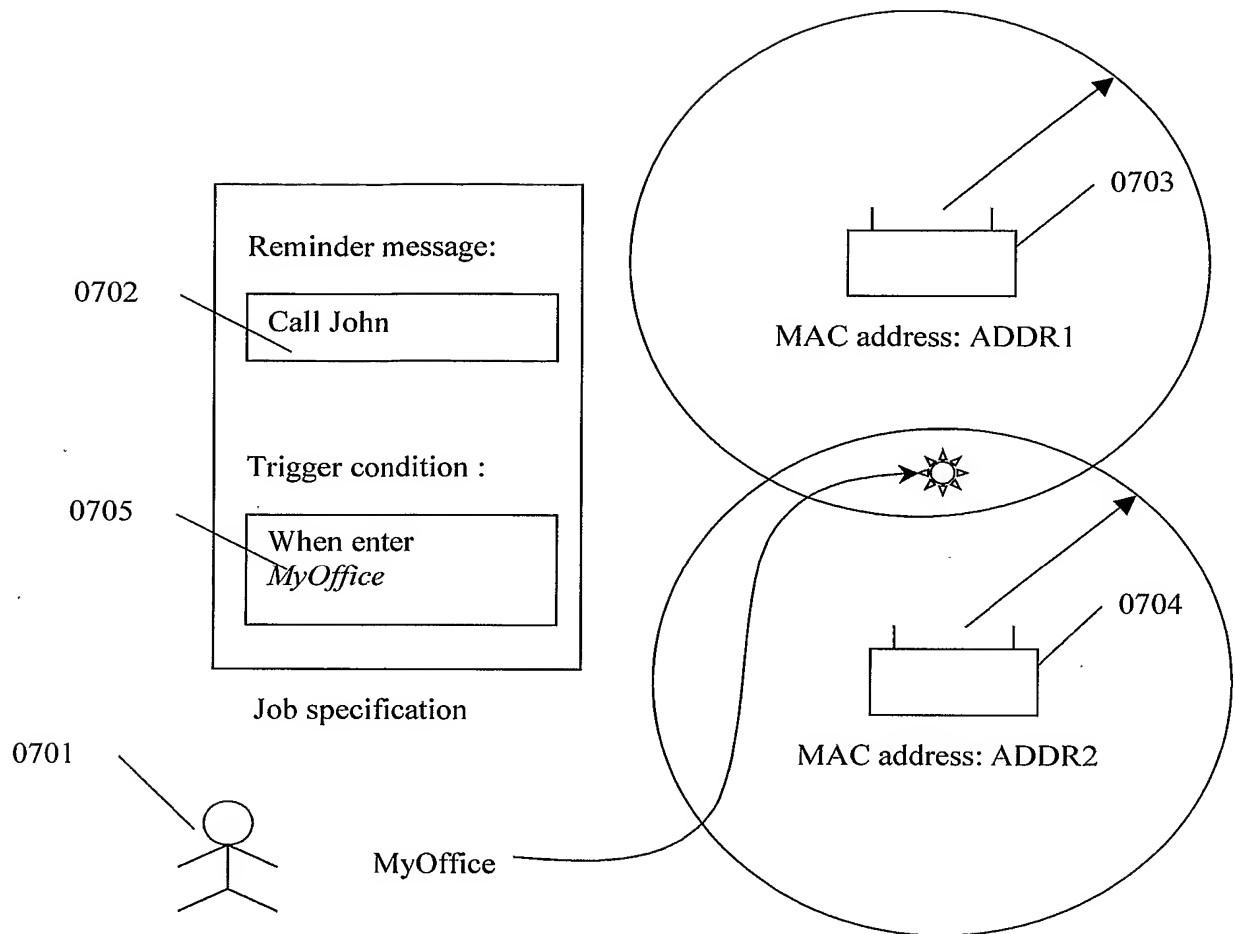 0703
Reminder message:
0702
Call John
MAC address: ADDR1
Trigger condition :
0705
When enter
MyOffice
0704
Job specification
MAC address: ADDR2
0701
MyOffice